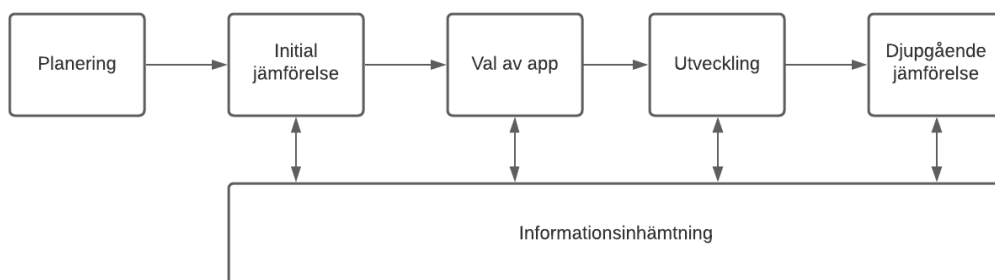 Planering
Initial
jämförelse
Val av app
Utveckling
Djupgående
jämförelse
Informationsinhämtning